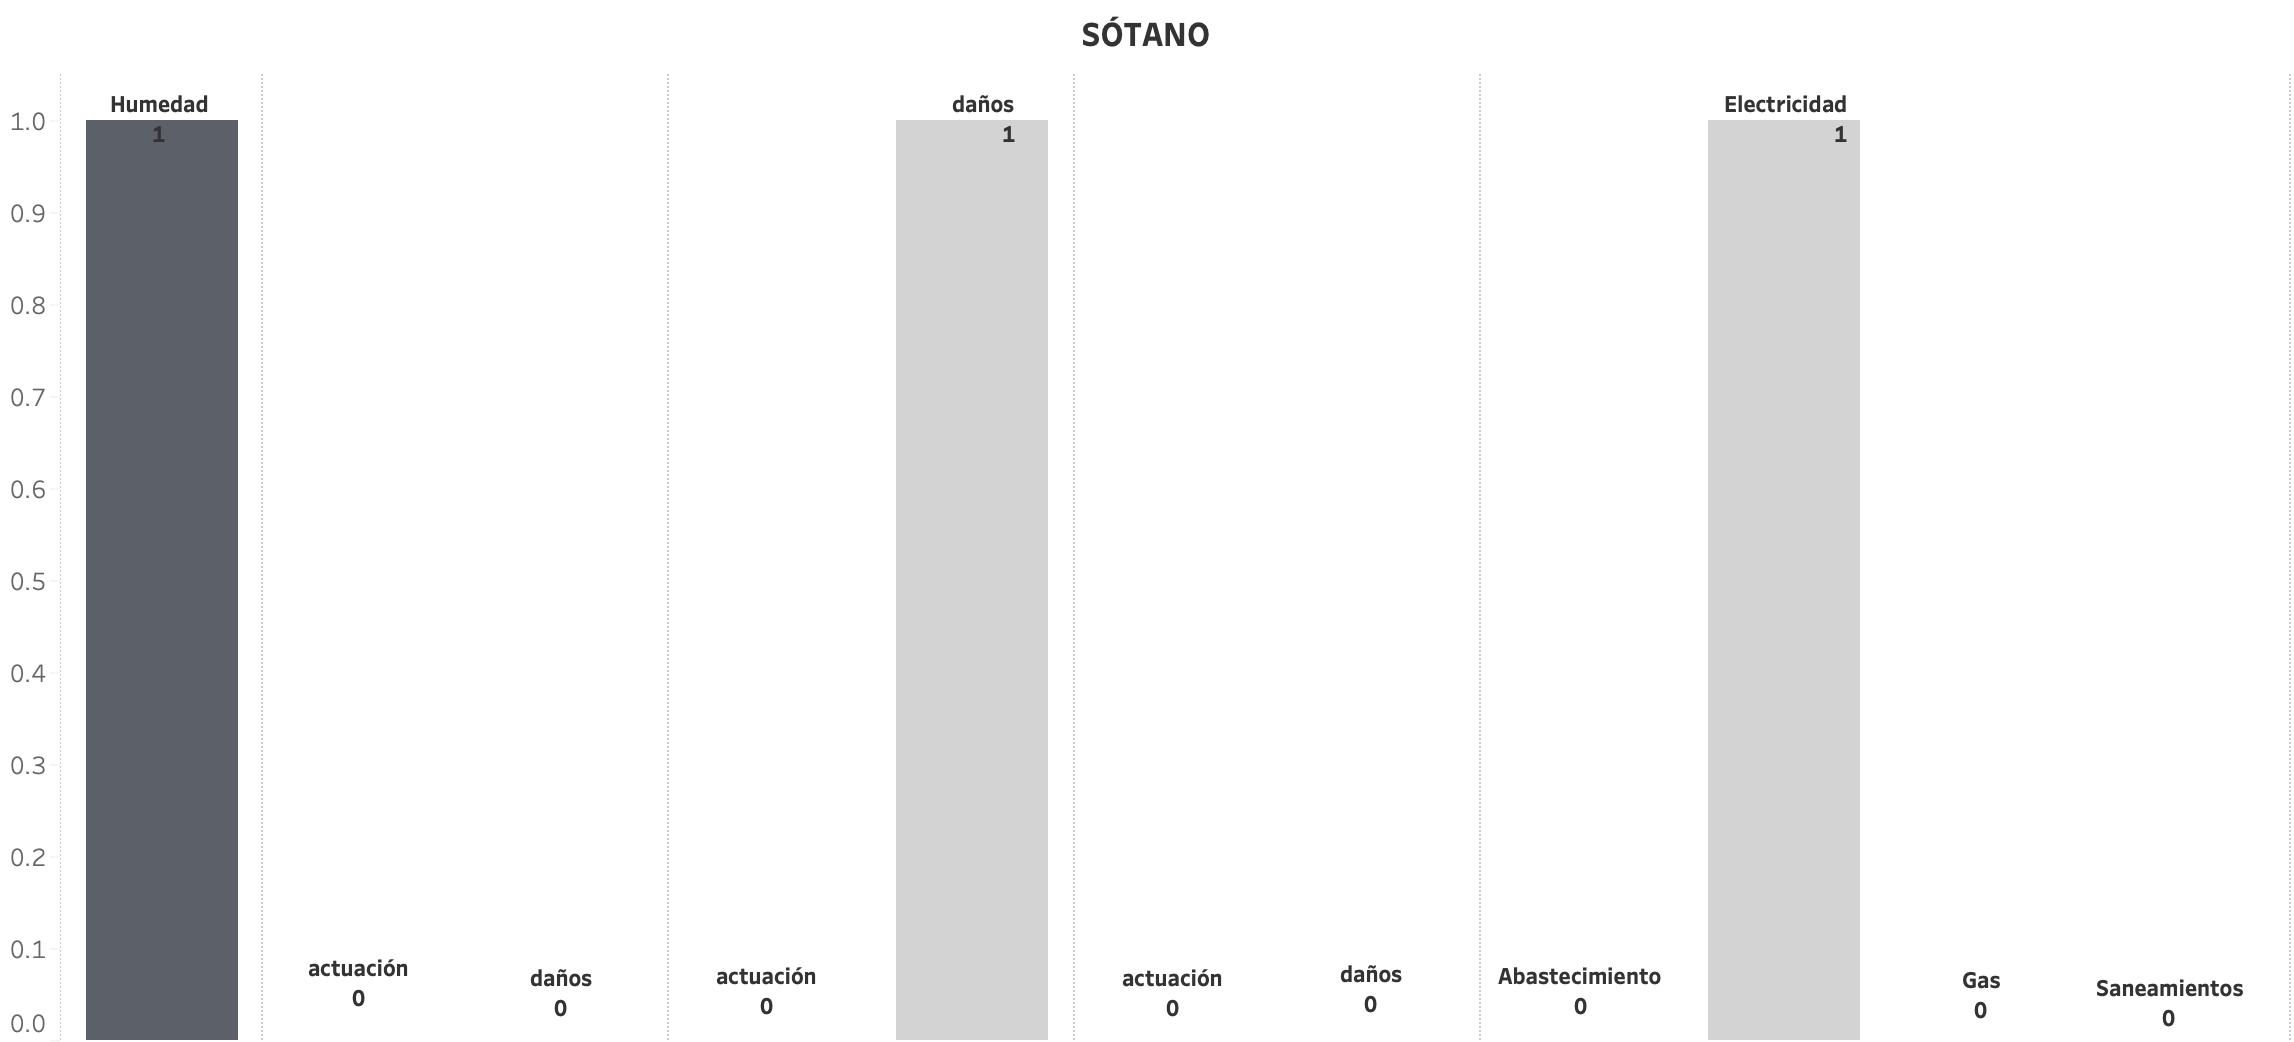 SÓTANO
1.0
0.9
0.8
0.7
0.6
0.5
0.4
0.3
0.2
0.1
0.0
Humedad
1
actuación
0
daños
0
actuación
0
daños
1
actuación
0
daños
0
Abastecimiento
0
Electricidad
1
Gas
0
Saneamientos
0